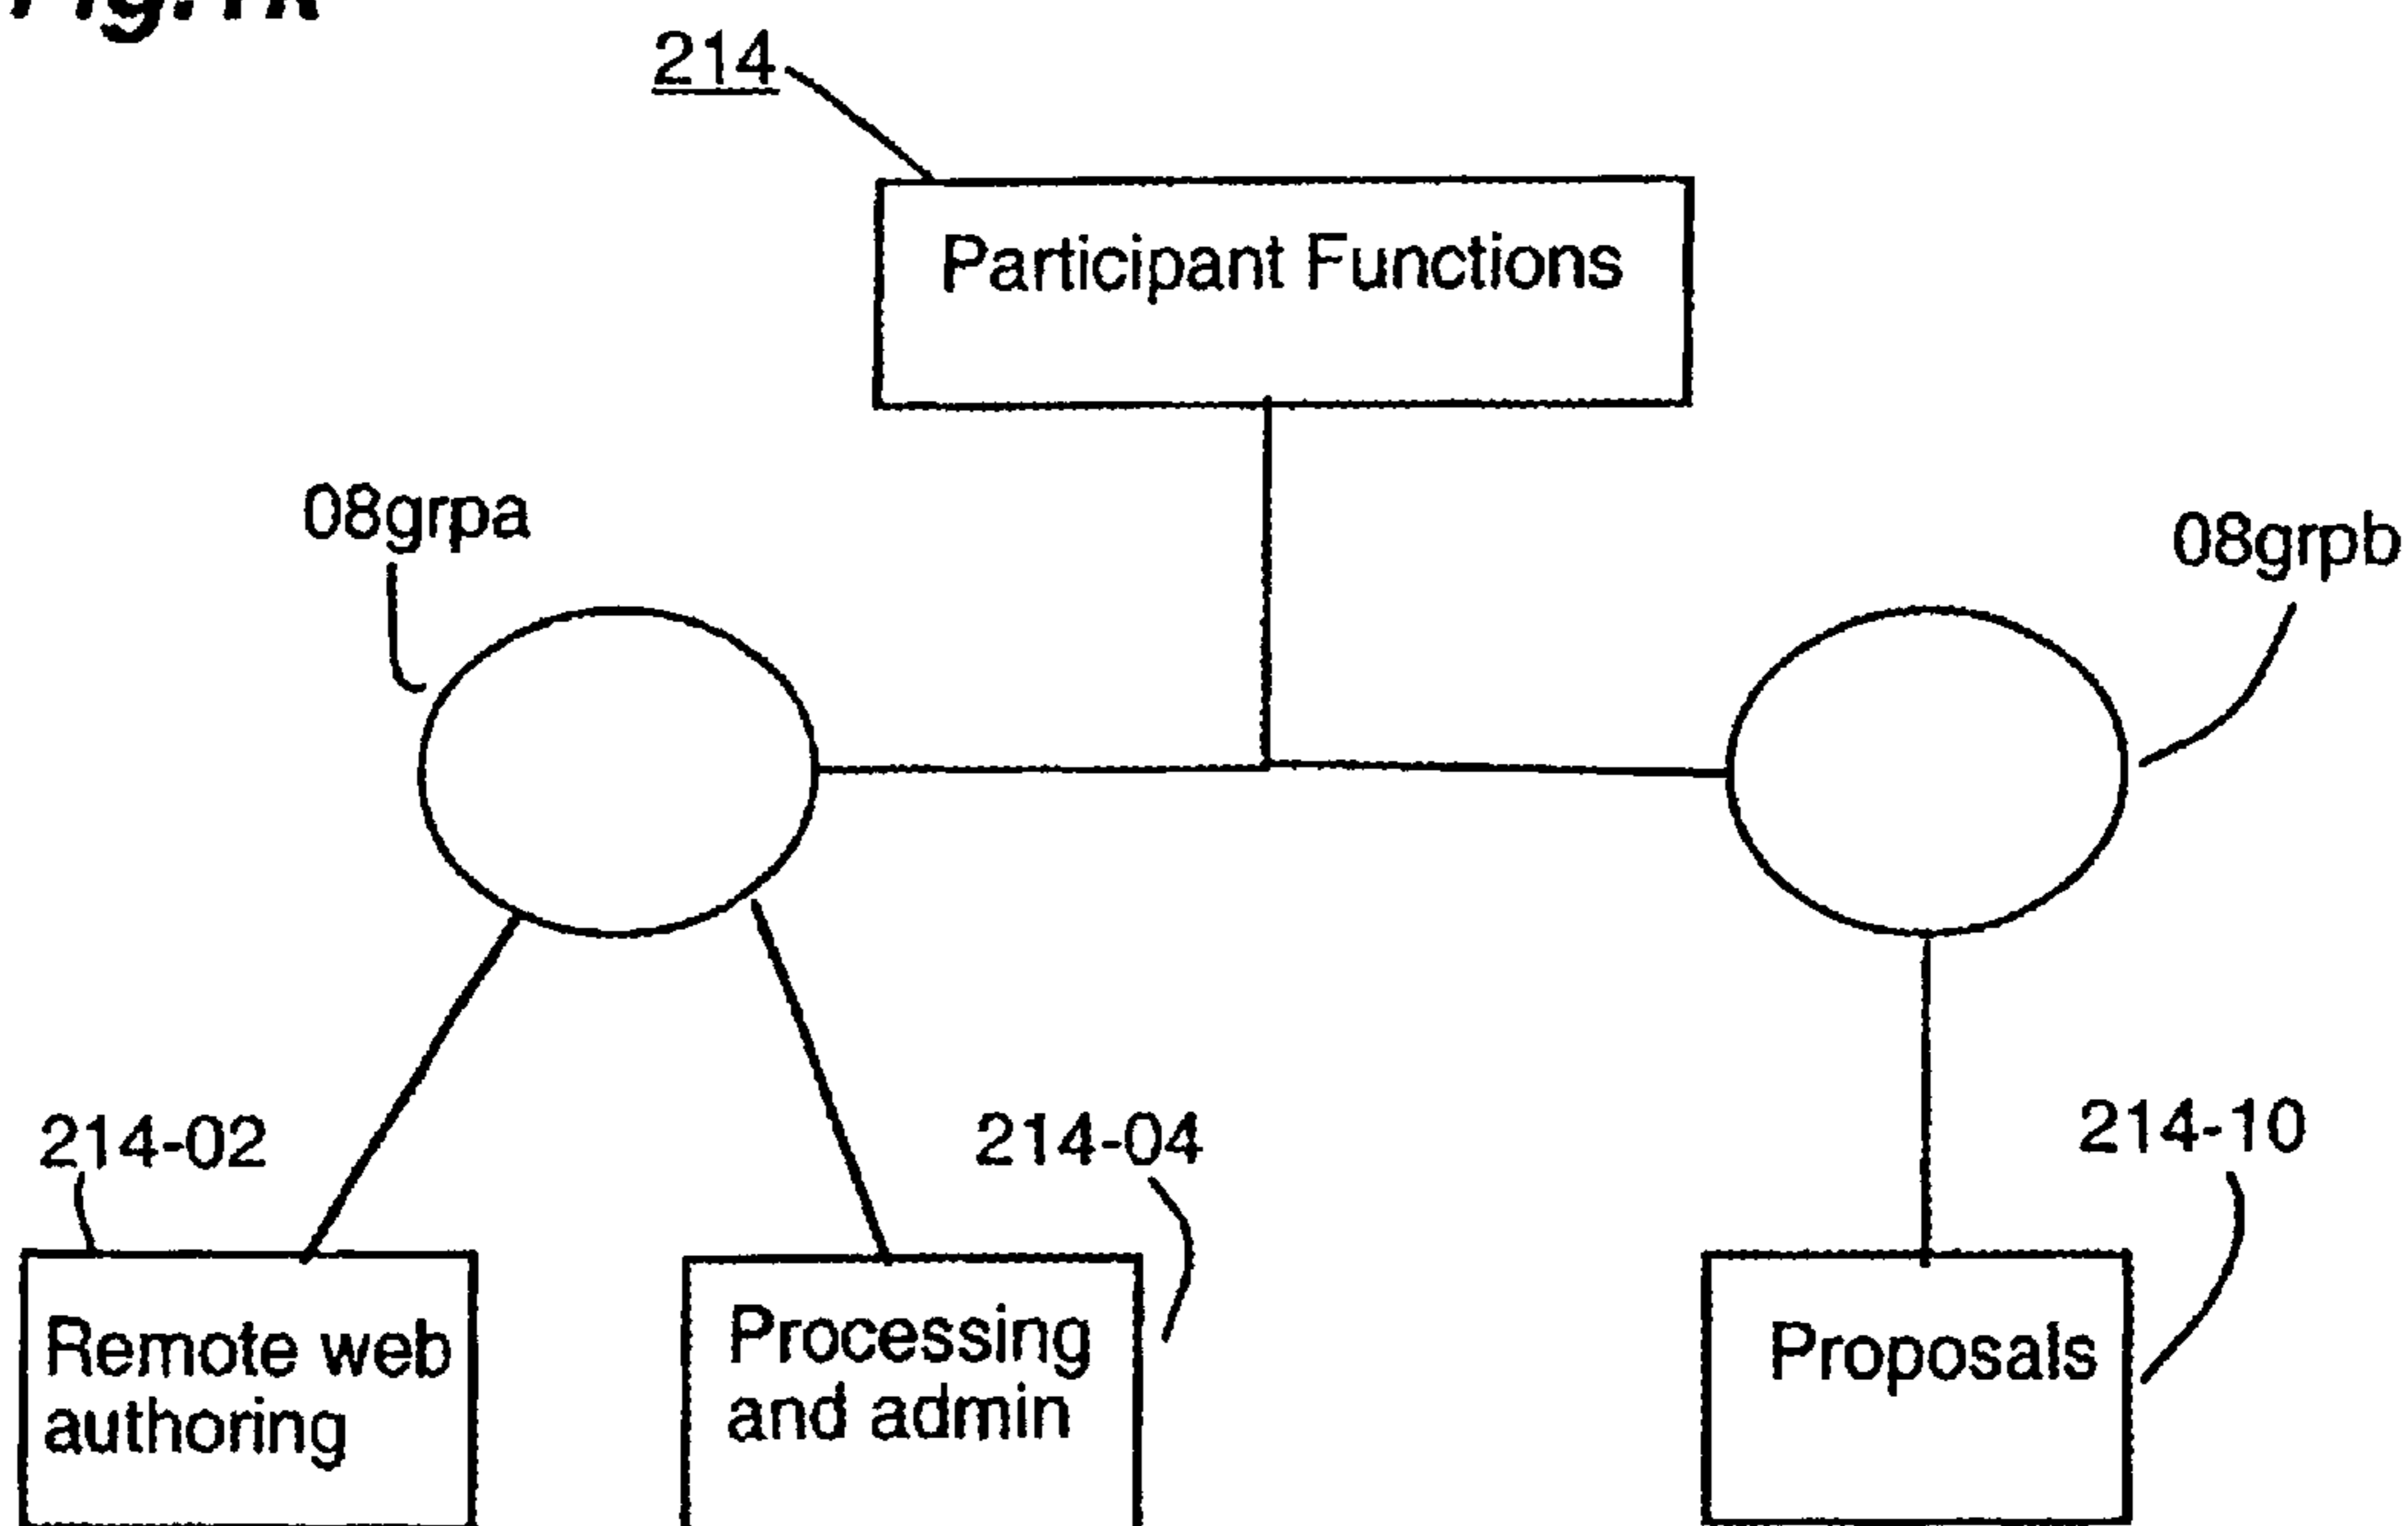 214
Participant Functions
08grpa
08grpb
214-02
214-04
214-10
Remote web
authoring
Processing
and admin
Proposals